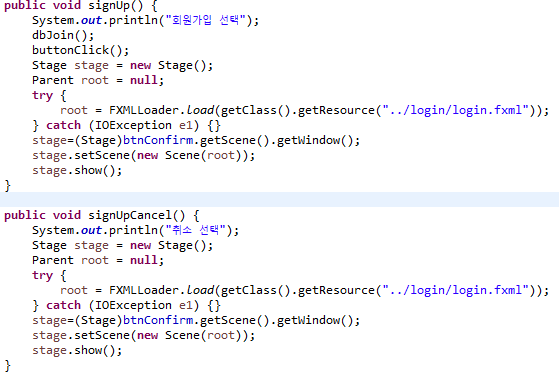 public void signUp() {
    System.out.println("회원가입 선택");
    dbJoin();
    buttonClick();
    Stage stage = new Stage();
    Parent root = null;
    try {
        root = FXMLLoader.load(getClass().getResource("../login/login.fxml"));
    } catch (IOException e1) {}
    stage=(Stage)btnConfirm.getScene().getWindow();
    stage.setScene(new Scene(root));
    stage.show();
}
public void signUpCancel() {
    System.out.println("취소 선택");
    Stage stage = new Stage();
    Parent root = null;
    try {
        root = FXMLLoader.load(getClass().getResource("../login/login.fxml"));
    } catch (IOException e1) {}
    stage=(Stage)btnConfirm.getScene().getWindow();
    stage.setScene(new Scene(root));
    stage.show();
}